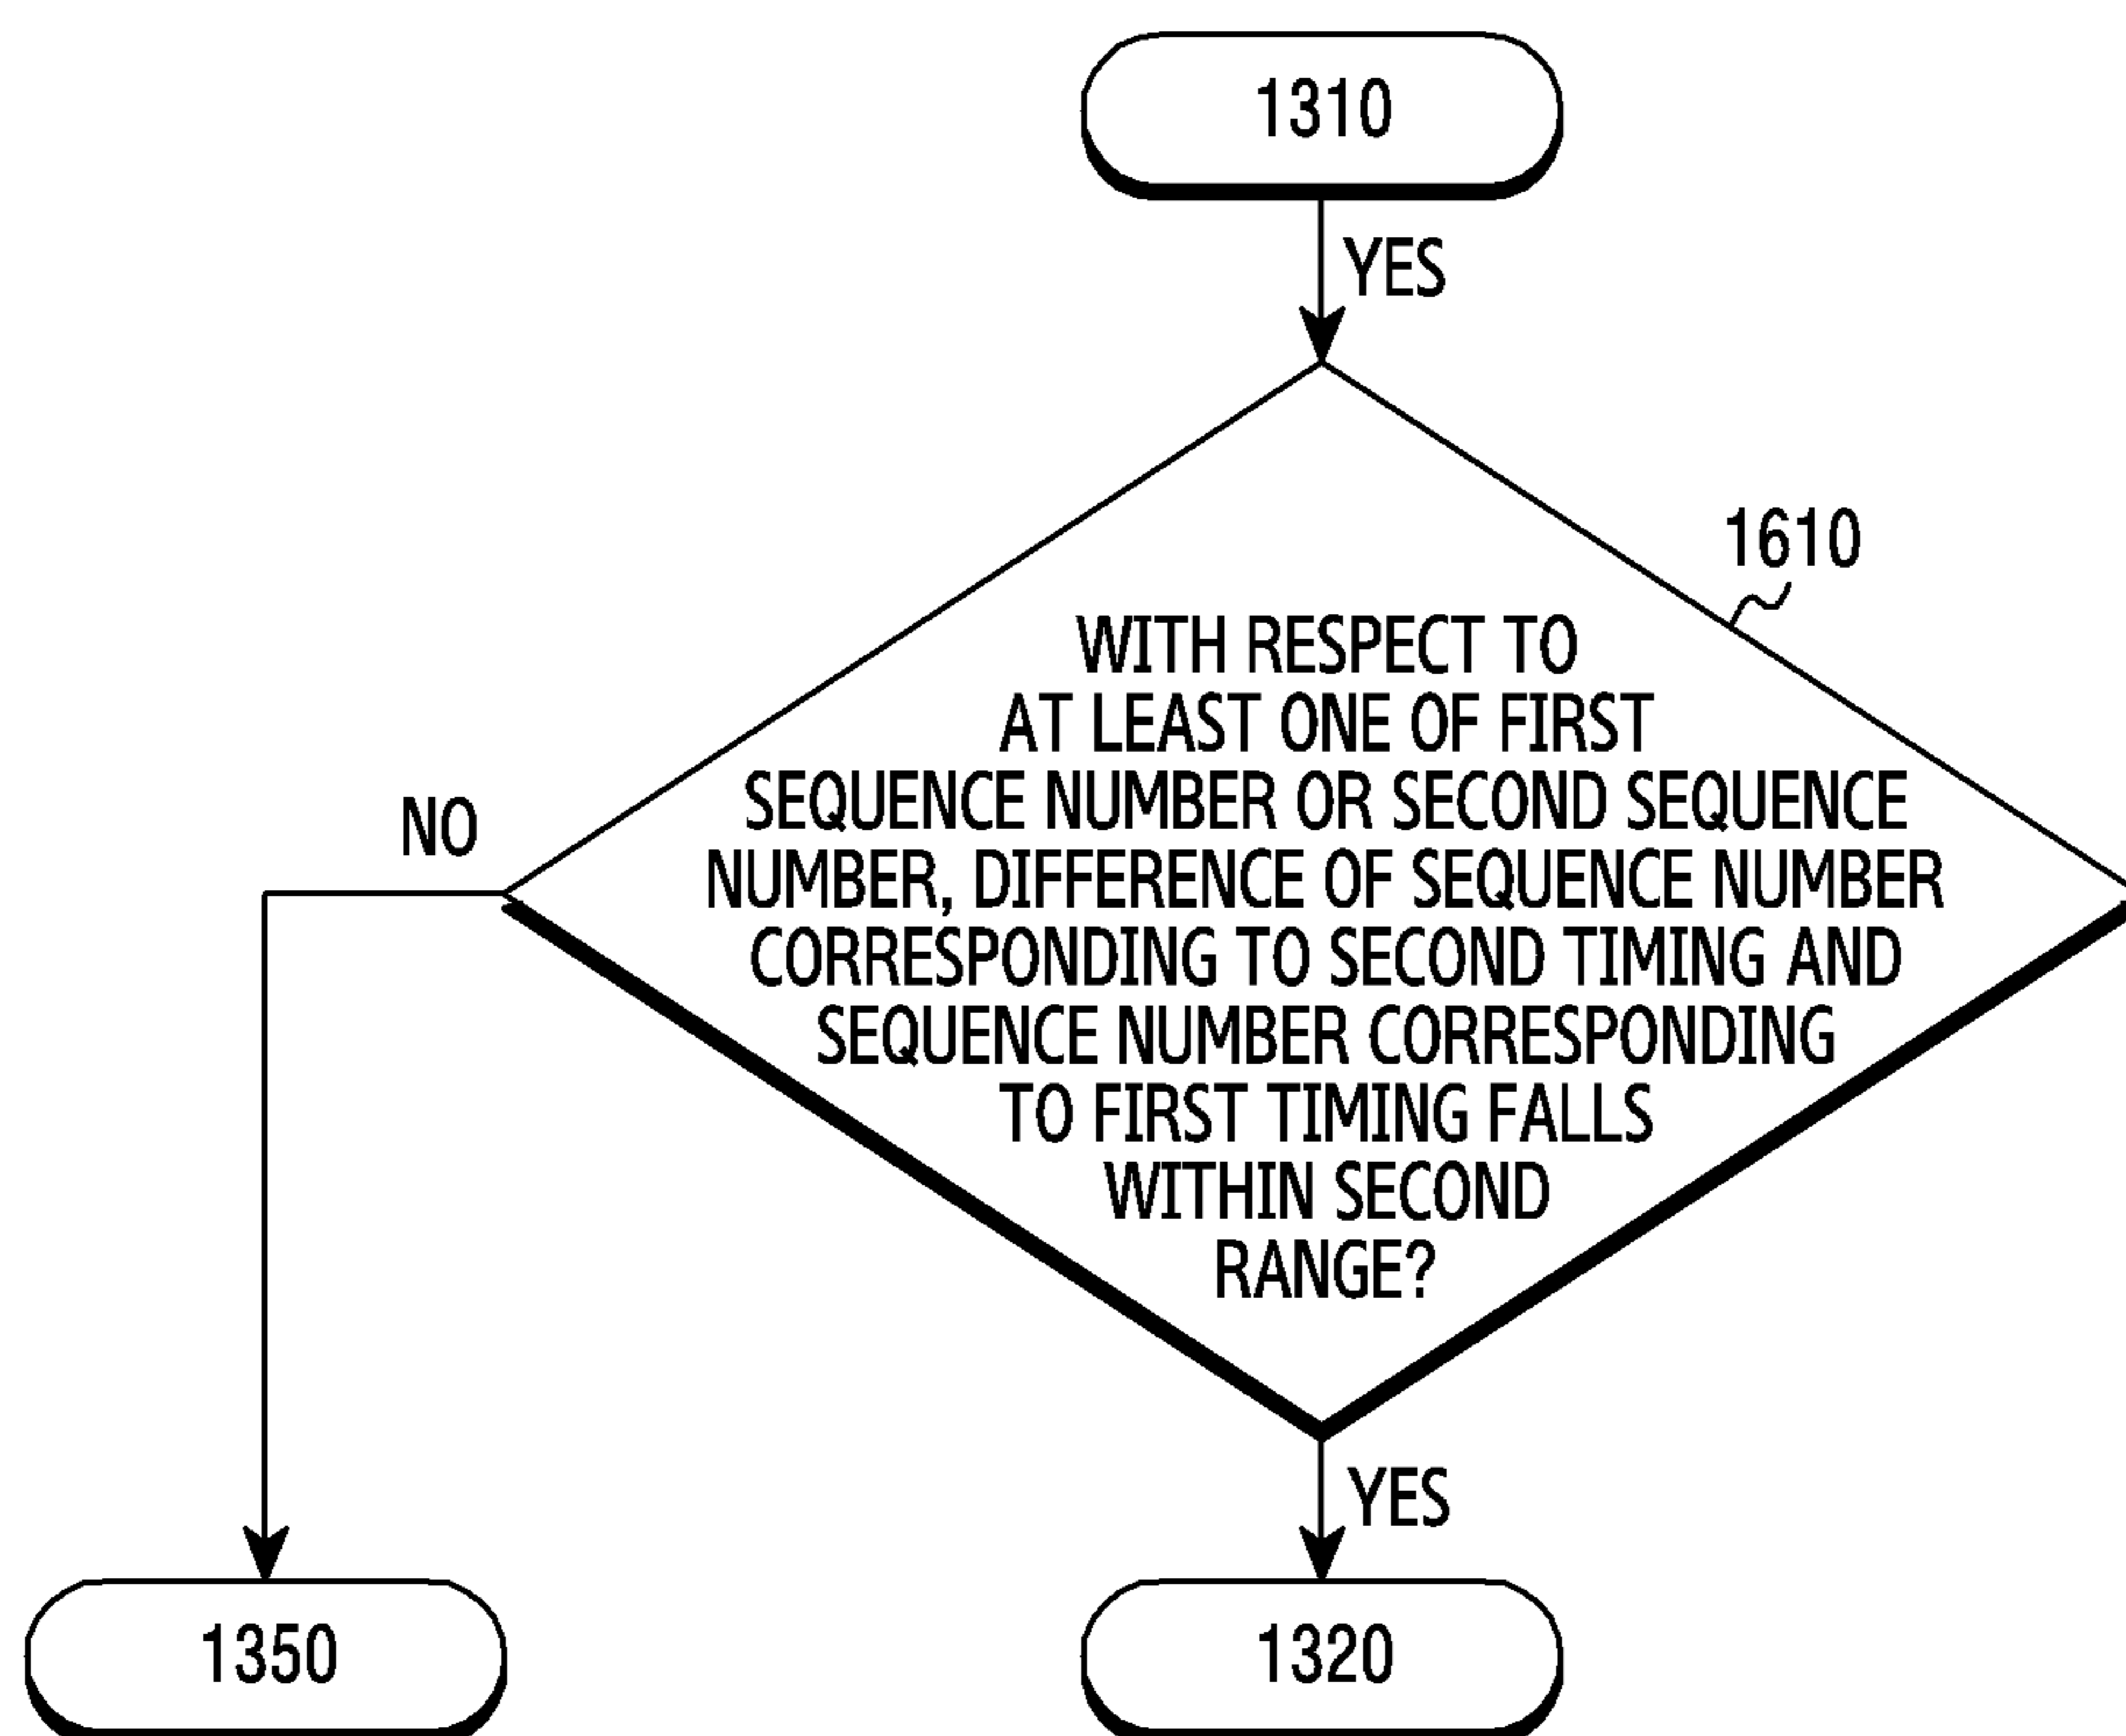 1310
YES
1610
WITH RESPECT TO
AT LEAST ONE OF FIRST
SEQUENCE NUMBER OR SECOND SEQUENCE
NUMBER, DIFFERENCE OF SEQUENCE NUMBER
CORRESPONDING TO SECOND TIMING AND
SEQUENCE NUMBER CORRESPONDING
TO FIRST TIMING FALLS
WITHIN SECOND
RANGE?
NO
YES
1350
1320